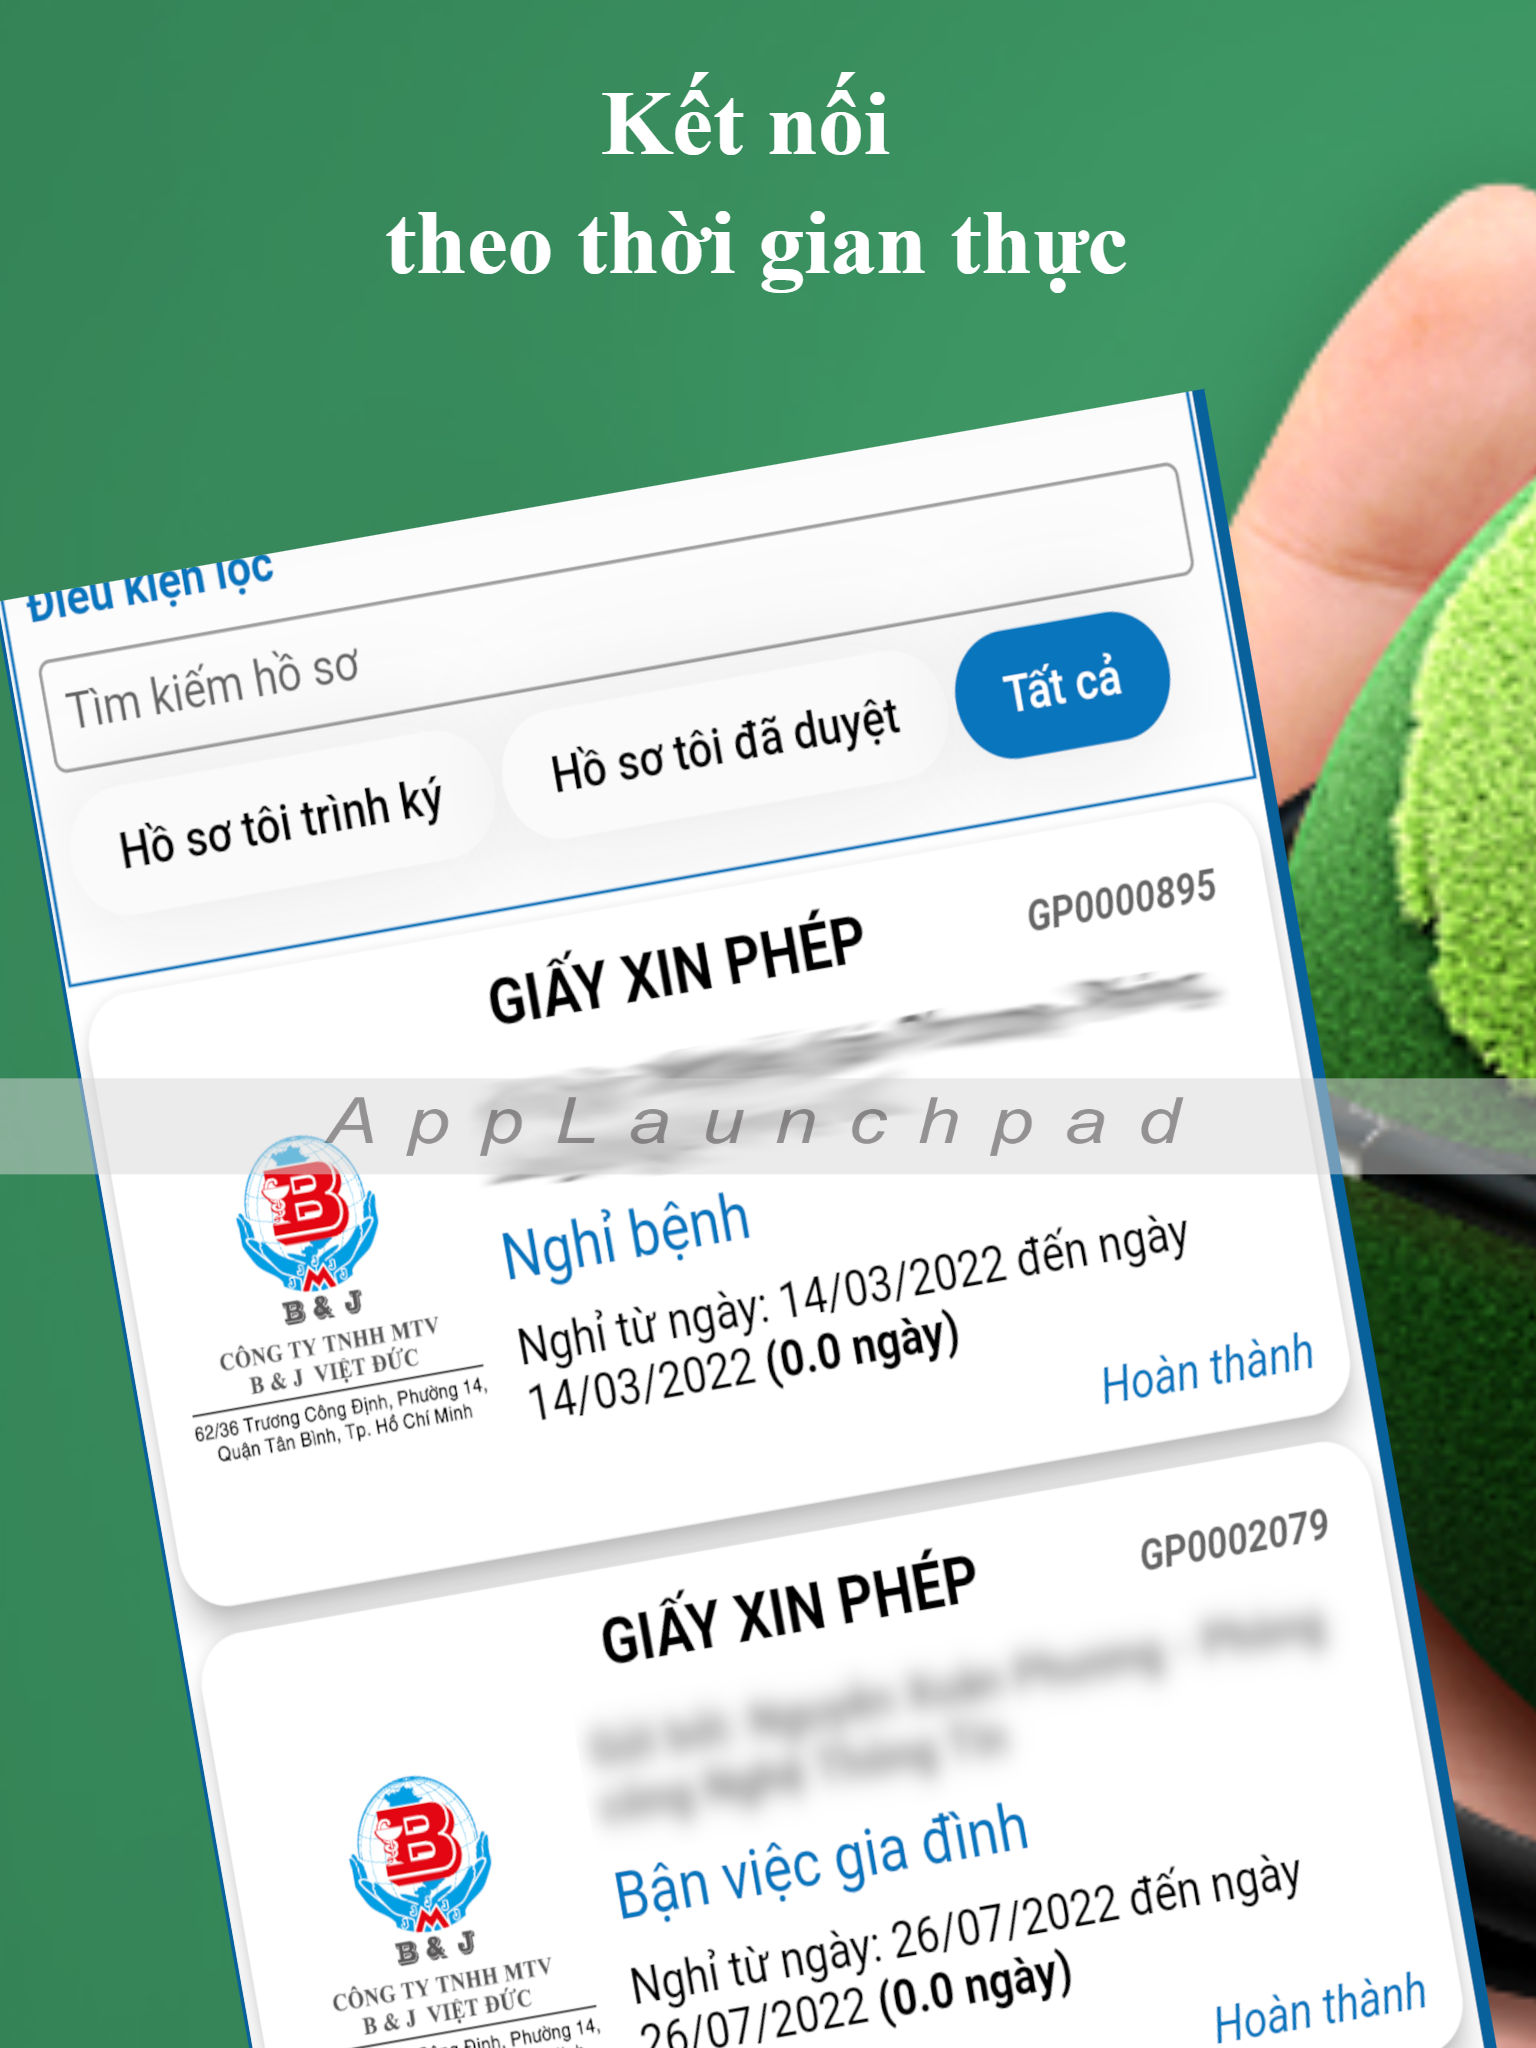 Kết nối
theo thời gian thực
Điều kiện lọc
Tìm kiếm hồ sơ
Hồ sơ tôi trình ký
Hồ sơ tôi đã duyệt
Tất cả
GP0000895
GIẤY XIN PHÉP
AppLaunchpad
B
M
B & J
CÔNG TY TNHH MTV
B & J VIỆT ĐỨC
62/36 Trương Công Định, Phường 14,
Quận Tân Bình, Tp. Hồ Chí Minh
Nghỉ bệnh
Nghỉ từ ngày: 14/03/2022 đến ngày
14/03/2022 (0.0 ngày)
Hoàn thành
GP0002079
GIẤY XIN PHÉP
B
M
B & J
CÔNG TY TNHH MTV
B & J VIỆT ĐỨC
Định, Phường 14,
Bận việc gia đình
Nghỉ từ ngày: 26/07/2022 đến ngày
26/07/2022 (0.0 ngày)
Hoàn thành